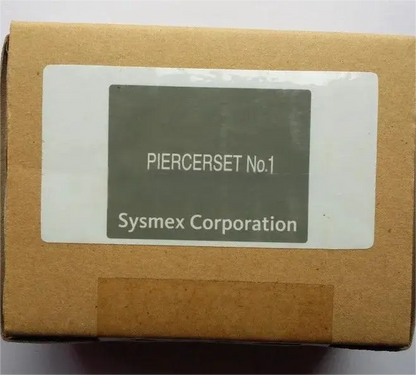 PIERCERSET No.1
Sysmex Corporation